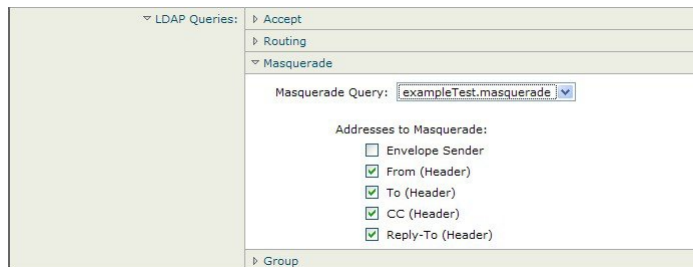 LDAP Queries:
Accept
Routing
Masquerade
Masquerade Query: exampleTest.masquerade
Addresses to Masquerade:
Envelope Sender
From (Header)
To (Header)
CC (Header)
Reply-To (Header)
Group